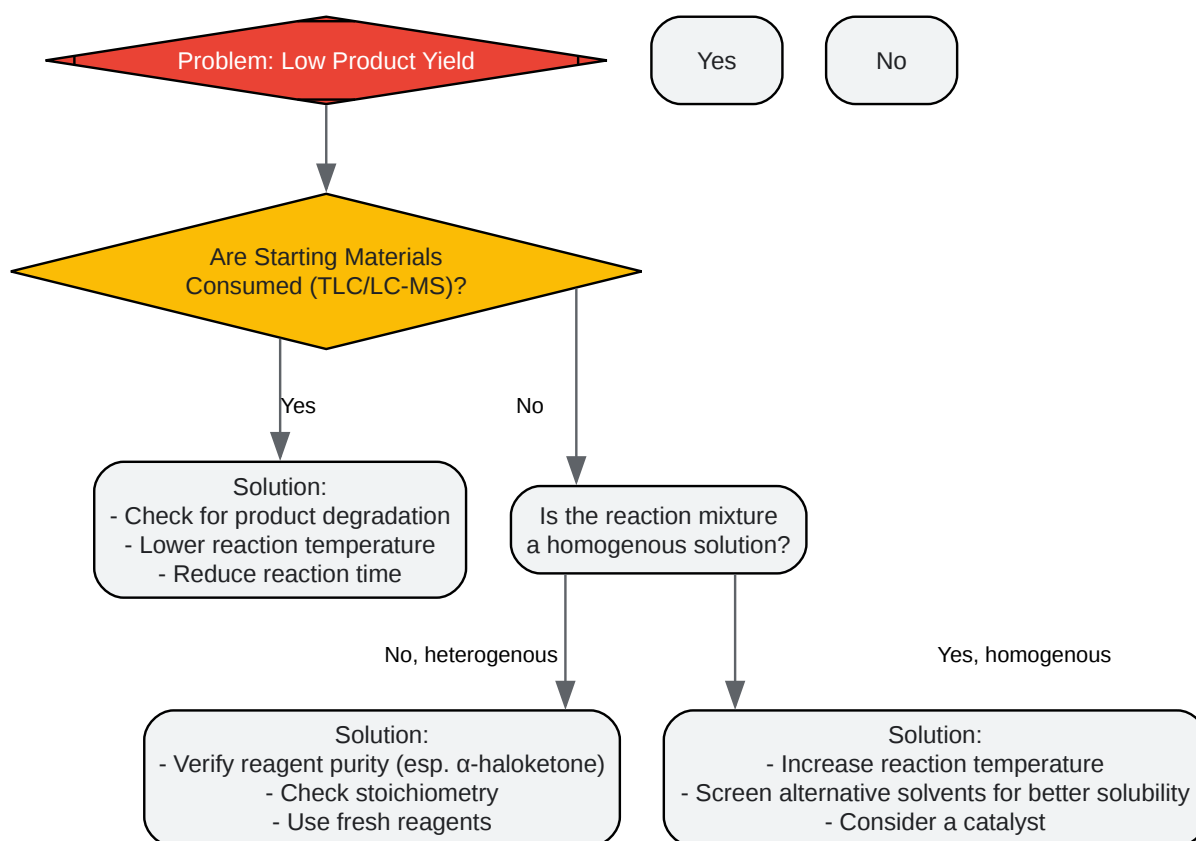 Problem: Low Product Yield
Yes
No
Are Starting Materials
Consumed (TLC/LC-MS)?
Yes
No
Solution:
- Check for product degradation
- Lower reaction temperature
- Reduce reaction time
Is the reaction mixture
a homogenous solution?
No, heterogenous
Yes, homogenous
Solution:
- Verify reagent purity (esp. α-haloketone)
- Check stoichiometry
- Use fresh reagents
Solution:
- Increase reaction temperature
- Screen alternative solvents for better solubility
- Consider a catalyst